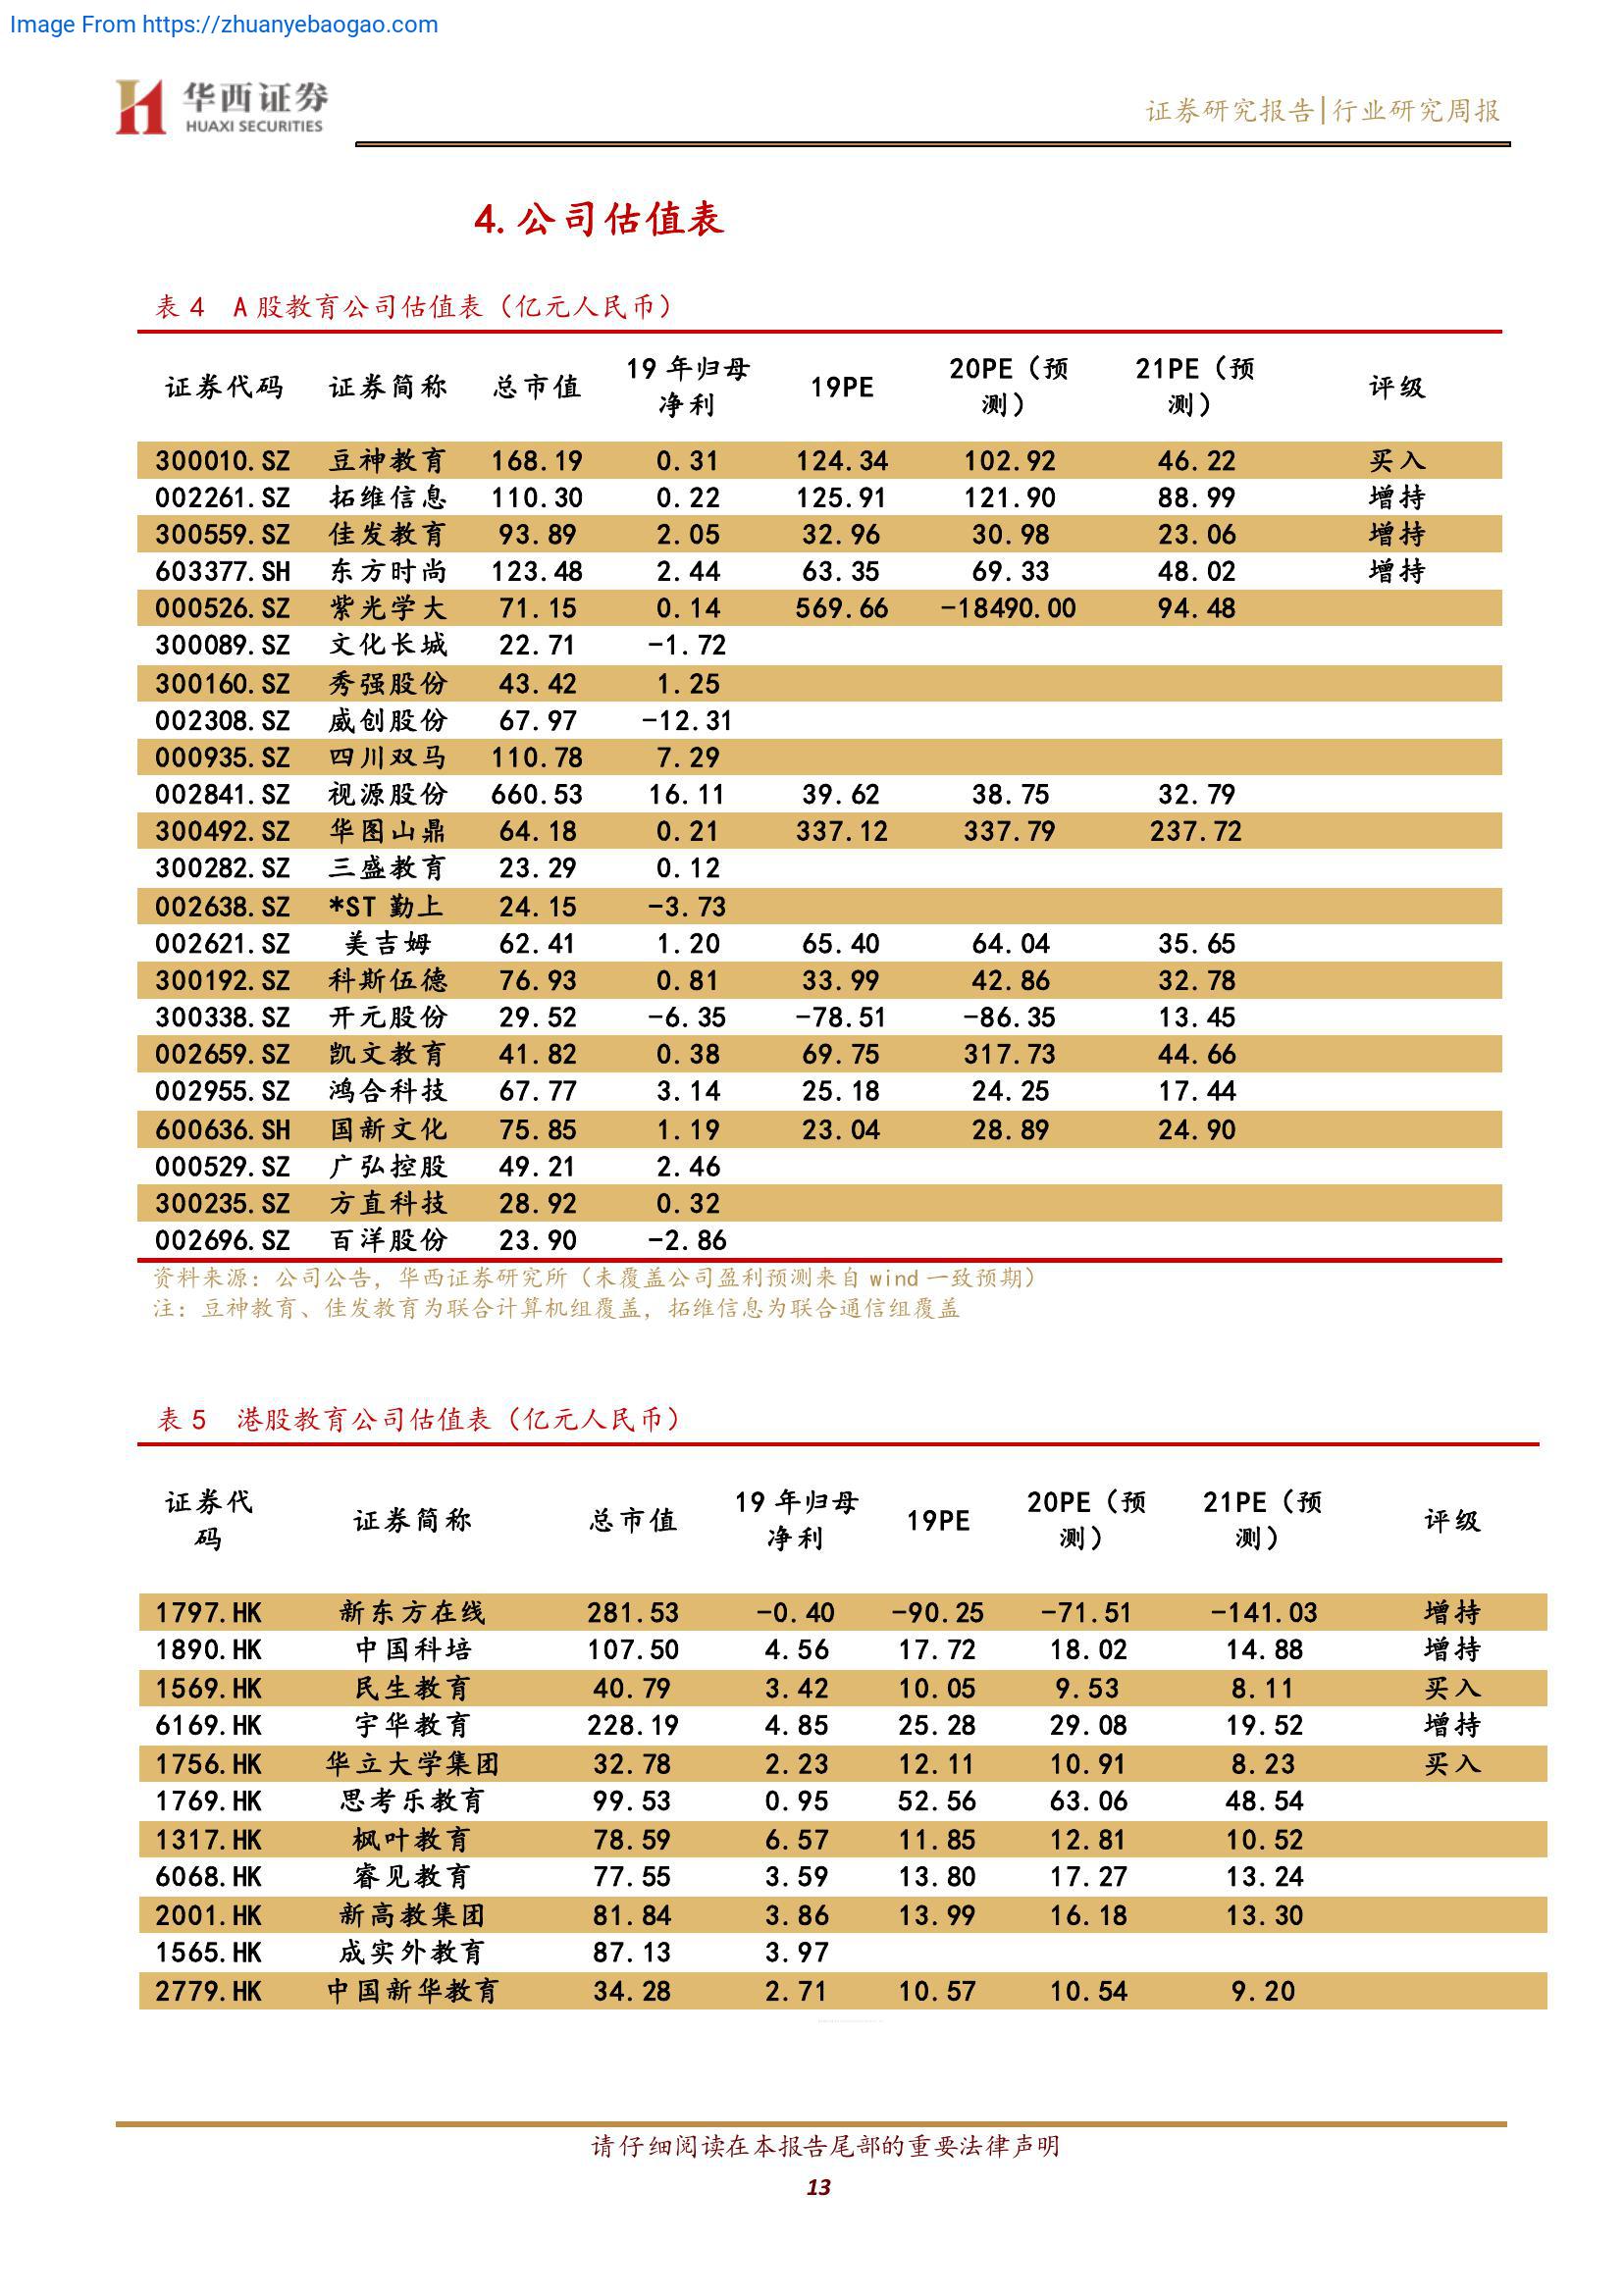 Image From https://zhuanyebaogao.com
华西证券
HUAXI SECURITIES
证券研究报告|行业研究周报
4.公司估值表
表 4 A 股教育公司估值表（亿元人民币）
证券代码 证券简称 总市值 19 年归母净利 19PE 20PE（预测） 21PE（预测） 评级
300010.SZ 豆神教育 168.19 0.31 124.34 102.92 46.22 买入
002261.SZ 拓维信息 110.30 0.22 125.91 121.90 88.99 增持
300559.SZ 佳发教育 93.89 2.05 32.96 30.98 23.06 增持
603377.SH 东方时尚 123.48 2.44 63.35 69.33 48.02 增持
000526.SZ 紫光学大 71.15 0.14 569.66 -18490.00 94.48
300089.SZ 文化长城 22.71 -1.72
300160.SZ 秀强股份 43.42 1.25
002308.SZ 威创股份 67.97 -12.31
000935.SZ 四川双马 110.78 7.29
002841.SZ 视源股份 660.53 16.11 39.62 38.75 32.79
300492.SZ 华图山鼎 64.18 0.21 337.12 337.79 237.72
300282.SZ 三盛教育 23.29 0.12
002638.SZ *ST 勤上 24.15 -3.73
002621.SZ 美吉姆 62.41 1.20 65.40 64.04 35.65
300192.SZ 科斯伍德 76.93 0.81 33.99 42.86 32.78
300338.SZ 开元股份 29.52 -6.35 -78.51 -86.35 13.45
002659.SZ 凯文教育 41.82 0.38 69.75 317.73 44.66
002955.SZ 鸿合科技 67.77 3.14 25.18 24.25 17.44
600636.SH 国新文化 75.85 1.19 23.04 28.89 24.90
000529.SZ 广弘控股 49.21 2.46
300235.SZ 方直科技 28.92 0.32
002696.SZ 百洋股份 23.90 -2.86
资料来源：公司公告，华西证券研究所（未覆盖公司盈利预测来自 wind 一致预期）
注：豆神教育、佳发教育为联合计算机组覆盖，拓维信息为联合通信组覆盖
表 5 港股教育公司估值表（亿元人民币）
证券代码 证券简称 总市值 19 年归母净利 19PE 20PE（预测） 21PE（预测） 评级
1797.HK 新东方在线 281.53 -0.40 -90.25 -71.51 -141.03 增持
1890.HK 中国科培 107.50 4.56 17.72 18.02 14.88 增持
1569.HK 民生教育 40.79 3.42 10.05 9.53 8.11 买入
6169.HK 宇华教育 228.19 4.85 25.28 29.08 19.52 增持
1756.HK 华立大学集团 32.78 2.23 12.11 10.91 8.23 买入
1769.HK 思考乐教育 99.53 0.95 52.56 63.06 48.54
1317.HK 枫叶教育 78.59 6.57 11.85 12.81 10.52
6068.HK 睿见教育 77.55 3.59 13.80 17.27 13.24
2001.HK 新高教集团 81.84 3.86 13.99 16.18 13.30
1565.HK 成实外教育 87.13 3.97
2779.HK 中国新华教育 34.28 2.71 10.57 10.54 9.20
请仔细阅读在本报告尾部的重要法律声明
13